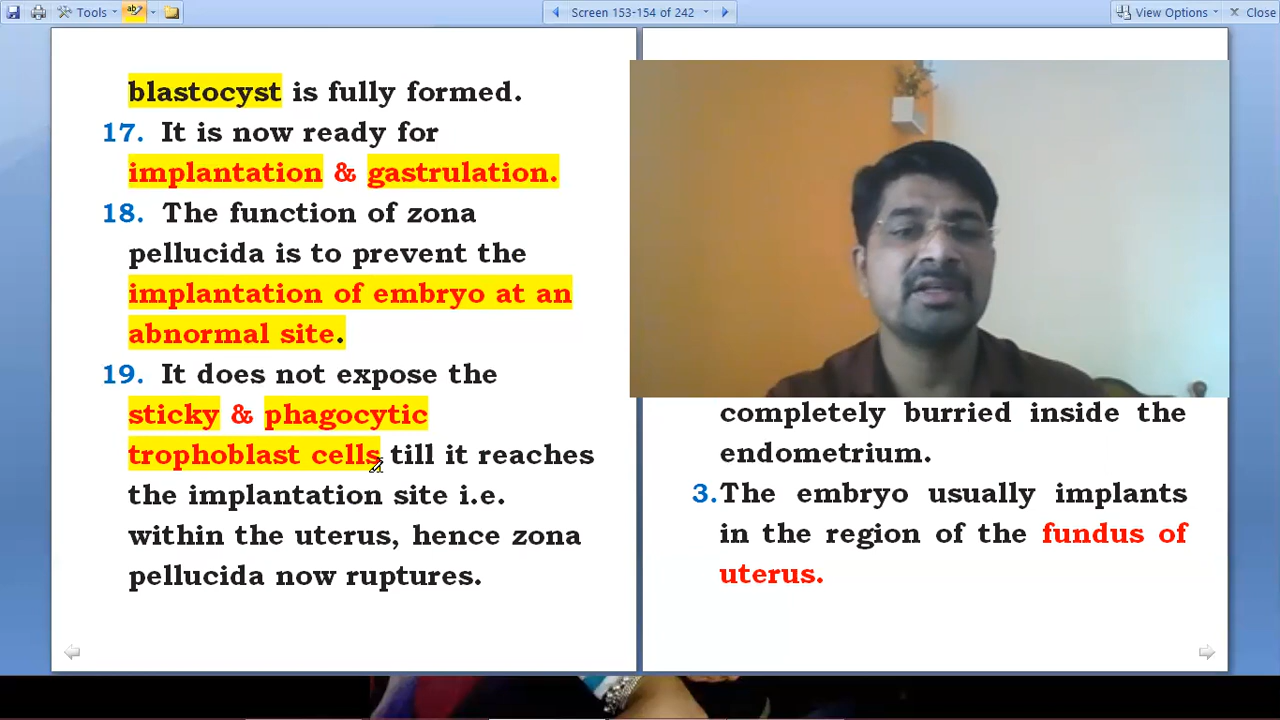 Tools
Screen 153-154 of 242
View Options
Close
blastocyst is fully formed.
17. It is now ready for
implantation & gastrulation.
18. The function of zona
pellucida is to prevent the
implantation of embryo at an
abnormal site.
19. It does not expose the
sticky & phagocytic
trophoblast cells till it reaches
the implantation site i.e.
within the uterus, hence zona
pellucida now ruptures.
completely burried inside the
endometrium.
3. The embryo usually implants
in the region of the fundus of
uterus.